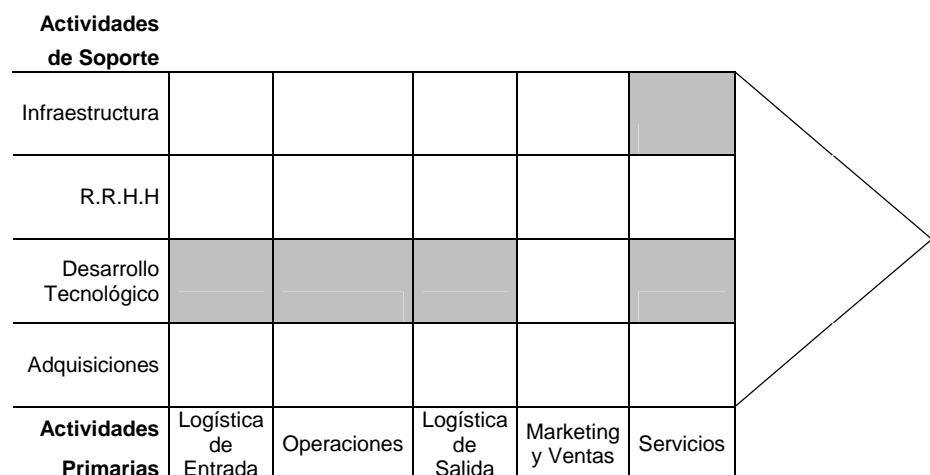 Actividades
de Soporte
Infraestructura
R.R.H.H
Desarrollo
Tecnológico
Adquisiciones
Actividades
Primarias
Logística
de
Entrada
Operaciones
Logística
de
Salida
Marketing
y Ventas
Servicios